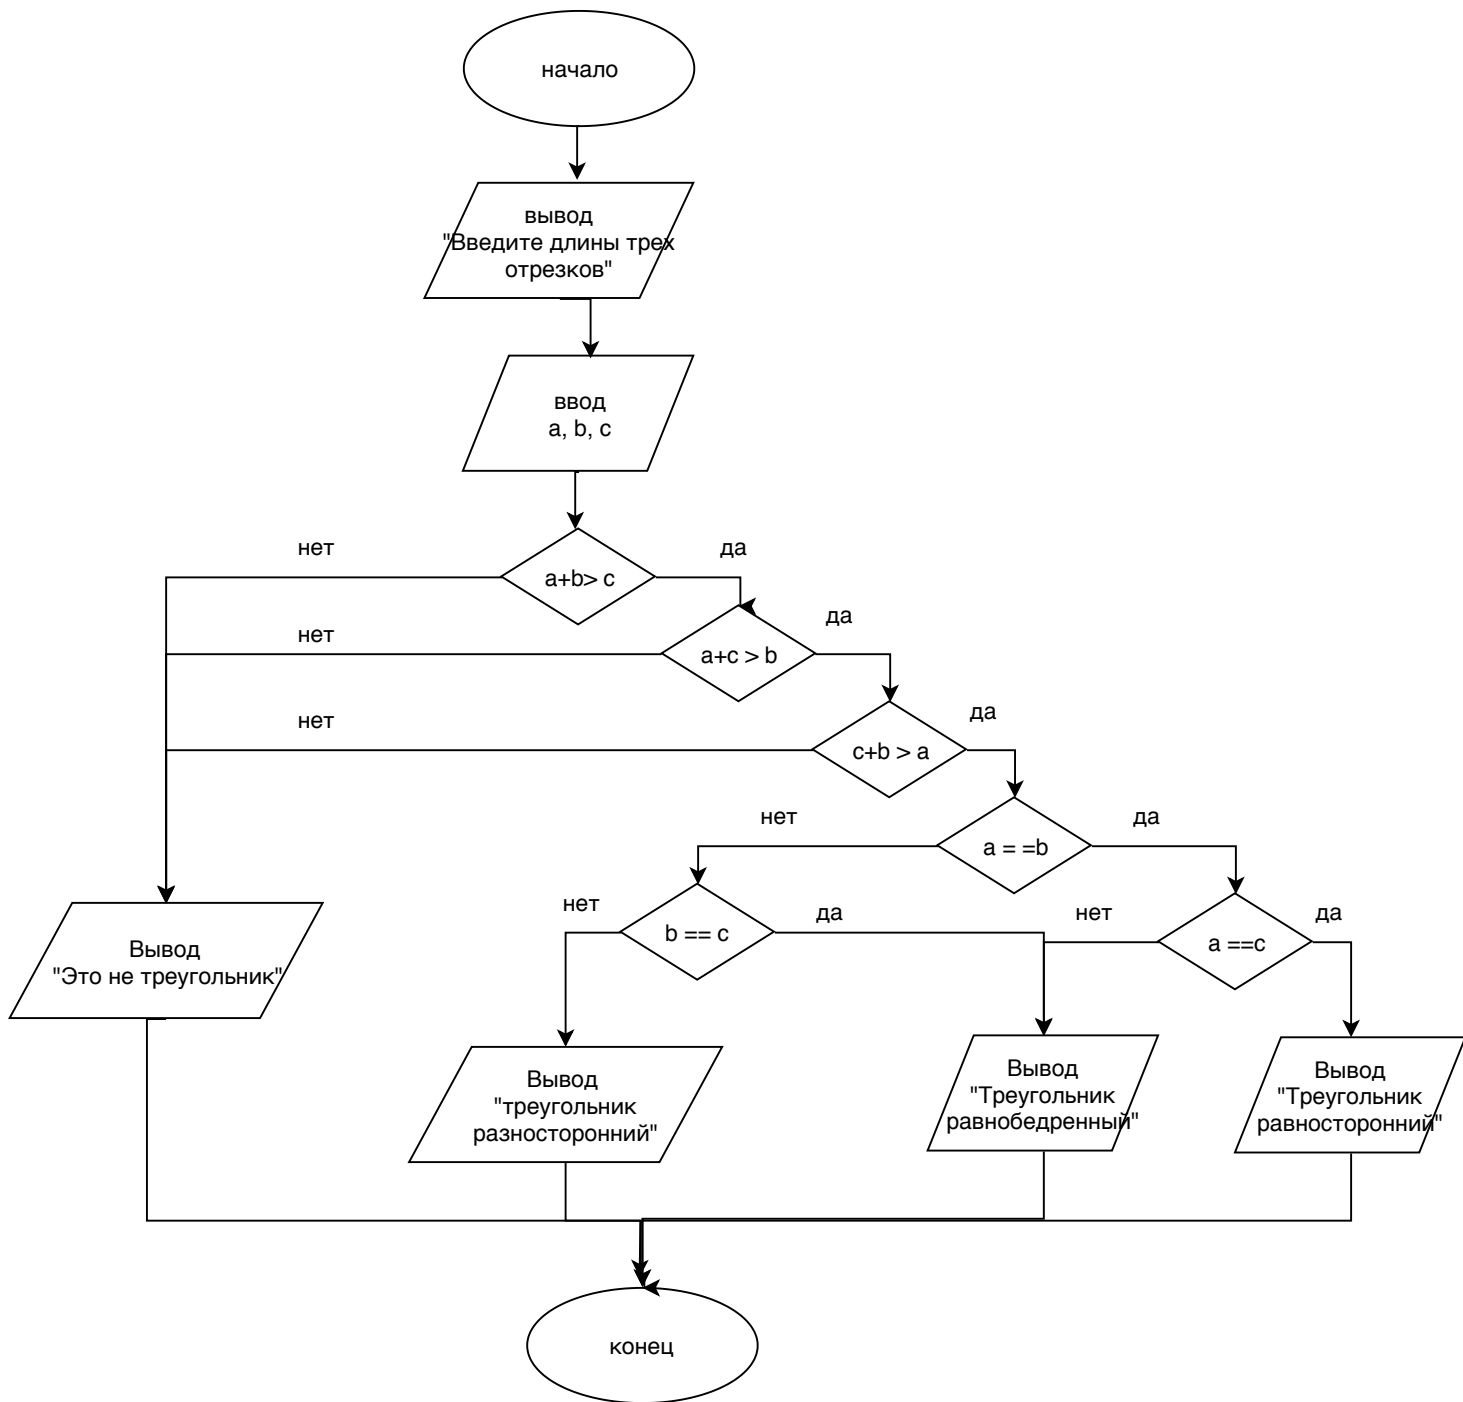 начало
вывод
"Введите длины трех
отрезков"
ввод
a, b, c
нет
да
a+b> c
нет
да
a+c > b
нет
да
c+b > a
нет
да
a = =b
нет
да
b == c
нет
да
a ==c
Вывод
"Это не треугольник"
Вывод
"треугольник
разносторонний"
Вывод
"Треугольник
равнобедренный"
Вывод
"Треугольник
равносторонний"
конец